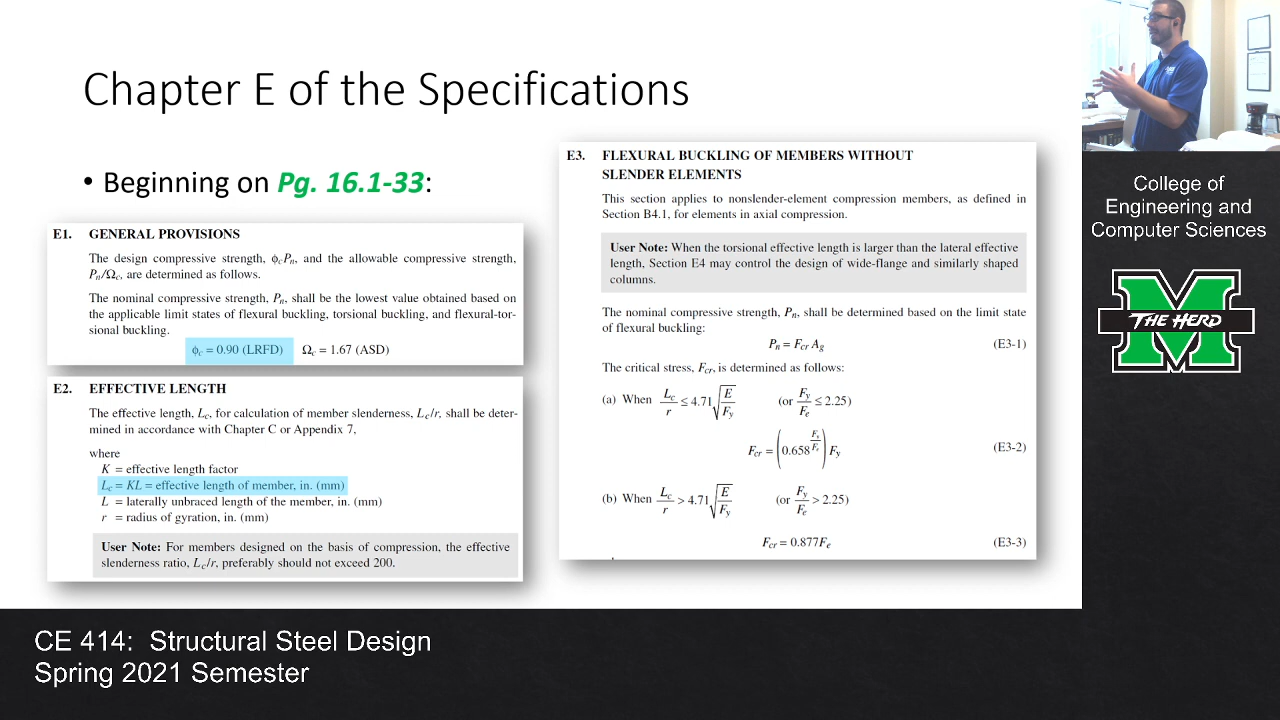 Chapter E of the Specifications
• Beginning on Pg. 16.1-33:
E1. GENERAL PROVISIONS
The design compressive strength, ϕcPn, and the allowable compressive strength,
Pn/Ωc, are determined as follows.
The nominal compressive strength, Pn, shall be the lowest value obtained based on
the applicable limit states of flexural buckling, torsional buckling, and flexural-tor-
sional buckling.
ϕc = 0.90 (LRFD) Ωc = 1.67 (ASD)
E2. EFFECTIVE LENGTH
The effective length, Lc, for calculation of member slenderness, Lc/r, shall be deter-
mined in accordance with Chapter C or Appendix 7,
where
K = effective length factor
Lc = KL = effective length of member, in. (mm)
L = laterally unbraced length of the member, in. (mm)
r = radius of gyration, in. (mm)
User Note: For members designed on the basis of compression, the effective
slenderness ratio, Lc/r, preferably should not exceed 200.
E3. FLEXURAL BUCKLING OF MEMBERS WITHOUT
SLENDER ELEMENTS
This section applies to nonslender-element compression members, as defined in
Section B4.1, for elements in axial compression.
User Note: When the torsional effective length is larger than the lateral effective
length, Section E4 may control the design of wide-flange and similarly shaped
columns.
The nominal compressive strength, Pn, shall be determined based on the limit state
of flexural buckling:
Pn = Fcr Ag (E3-1)
The critical stress, Fcr, is determined as follows:
(a) When Lc/r ≤ 4.71√(E/Fy) (or Fy/Fe ≤ 2.25)
Fcr = (0.658^(Fy/Fe)) Fy (E3-2)
(b) When Lc/r > 4.71√(E/Fy) (or Fy/Fe > 2.25)
Fcr = 0.877Fe (E3-3)
College of
Engineering and
Computer Sciences
THE HERD
CE 414: Structural Steel Design
Spring 2021 Semester